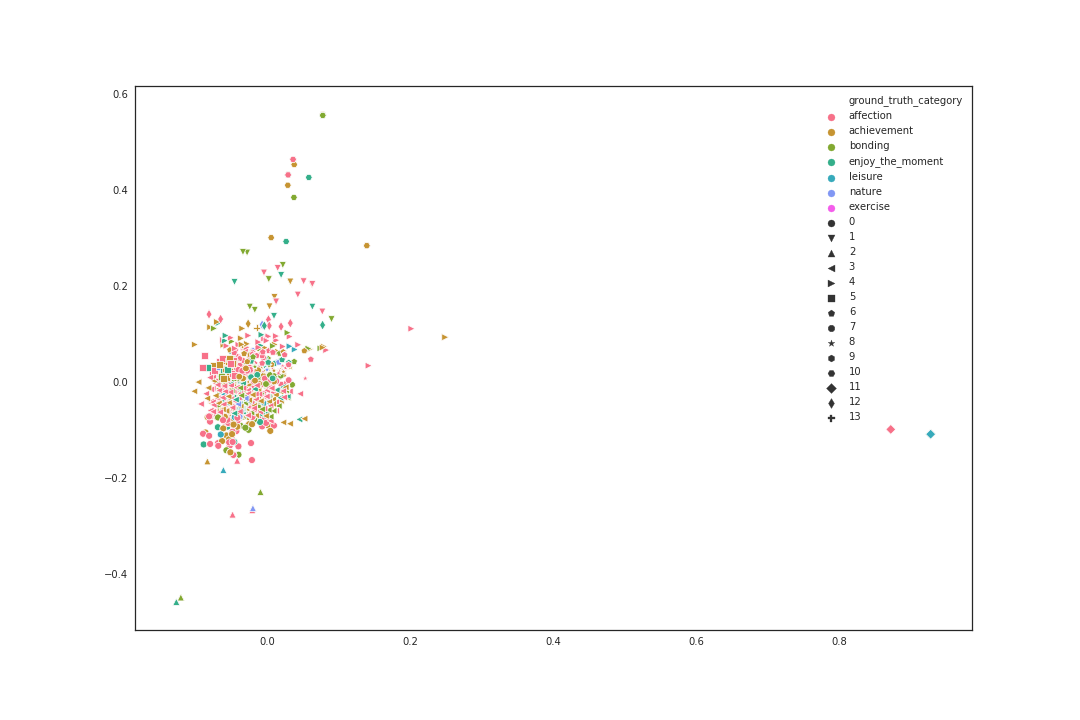 0.6
0.4
0.2
0.0
−0.2
−0.4
0.0 0.2 0.4 0.6 0.8
ground_truth_category
affection
achievement
bonding
enjoy_the_moment
leisure
nature
exercise
0
1
2
3
4
5
6
7
8
9
10
11
12
13